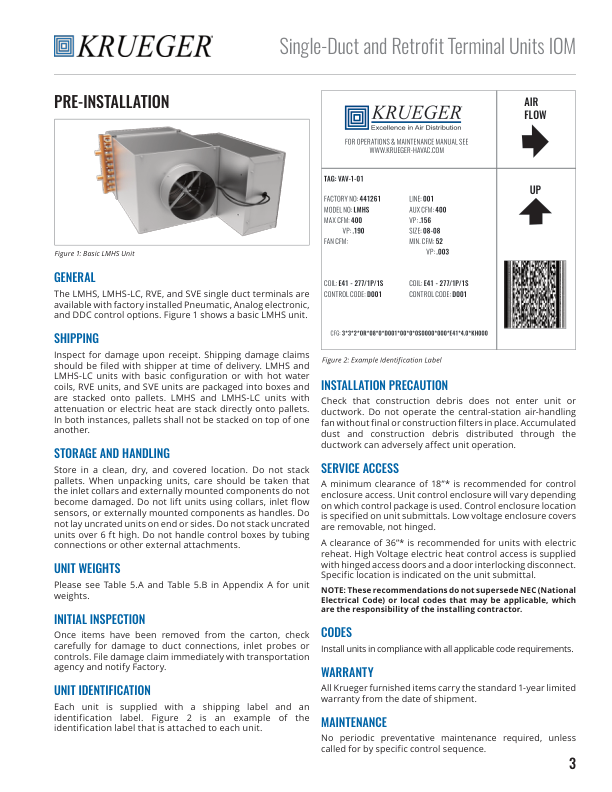 KRUEGER
Single-Duct and Retrofit Terminal Units IOM
PRE-INSTALLATION
Figure 1: Basic LMHS Unit
GENERAL
The LMHS, LMHS-LC, RVE, and SVE single duct terminals are
available with factory installed Pneumatic, Analog electronic,
and DDC control options. Figure 1 shows a basic LMHS unit.
SHIPPING
Inspect for damage upon receipt. Shipping damage claims
should be filed with shipper at time of delivery. LMHS and
LMHS-LC units with basic configuration or with hot water
coils, RVE units, and SVE units are packaged into boxes and
are stacked onto pallets. LMHS and LMHS-LC units with
attenuation or electric heat are stack directly onto pallets.
In both instances, pallets shall not be stacked on top of one
another.
STORAGE AND HANDLING
Store in a clean, dry, and covered location. Do not stack
pallets. When unpacking units, care should be taken that
the inlet collars and externally mounted components do not
become damaged. Do not lift units using collars, inlet flow
sensors, or externally mounted components as handles. Do
not lay uncrated units on end or sides. Do not stack uncrated
units over 6 ft high. Do not handle control boxes by tubing
connections or other external attachments.
UNIT WEIGHTS
Please see Table 5.A and Table 5.B in Appendix A for unit
weights.
INITIAL INSPECTION
Once items have been removed from the carton, check
carefully for damage to duct connections, inlet probes or
controls. File damage claim immediately with transportation
agency and notify Factory.
UNIT IDENTIFICATION
Each unit is supplied with a shipping label and an
identification label. Figure 2 is an example of the
identification label that is attached to each unit.
KRUEGER
Excellence in Air Distribution
FOR OPERATIONS & MAINTENANCE MANUAL SEE
WWW.KRUEGER-HAVAC.COM
AIR
FLOW
UP
TAG: VAV-1-01
FACTORY NO: 441261 LINE: 001
MODEL NO: LMHS AUX CFM: 400
MAX CFM: 400 VP: .156
VP: .190 SIZE: 08-08
FAN CFM: MIN. CFM: 52
VP: .003
COIL: E41 - 277/1P/1S COIL: E41 - 277/1P/1S
CONTROL CODE: D001 CONTROL CODE: D001
CFG: 3*3*2*0R*08*0*D001*00*0*0S0000*000*E41*4.0*KH000
Figure 2: Example Identification Label
INSTALLATION PRECAUTION
Check that construction debris does not enter unit or
ductwork. Do not operate the central-station air-handling
fan without final or construction filters in place. Accumulated
dust and construction debris distributed through the
ductwork can adversely affect unit operation.
SERVICE ACCESS
A minimum clearance of 18”* is recommended for control
enclosure access. Unit control enclosure will vary depending
on which control package is used. Control enclosure location
is specified on unit submittals. Low voltage enclosure covers
are removable, not hinged.
A clearance of 36”* is recommended for units with electric
reheat. High Voltage electric heat control access is supplied
with hinged access doors and a door interlocking disconnect.
Specific location is indicated on the unit submittal.
NOTE: These recommendations do not supersede NEC (National
Electrical Code) or local codes that may be applicable, which
are the responsibility of the installing contractor.
CODES
Install units in compliance with all applicable code requirements.
WARRANTY
All Krueger furnished items carry the standard 1-year limited
warranty from the date of shipment.
MAINTENANCE
No periodic preventative maintenance required, unless
called for by specific control sequence.
3